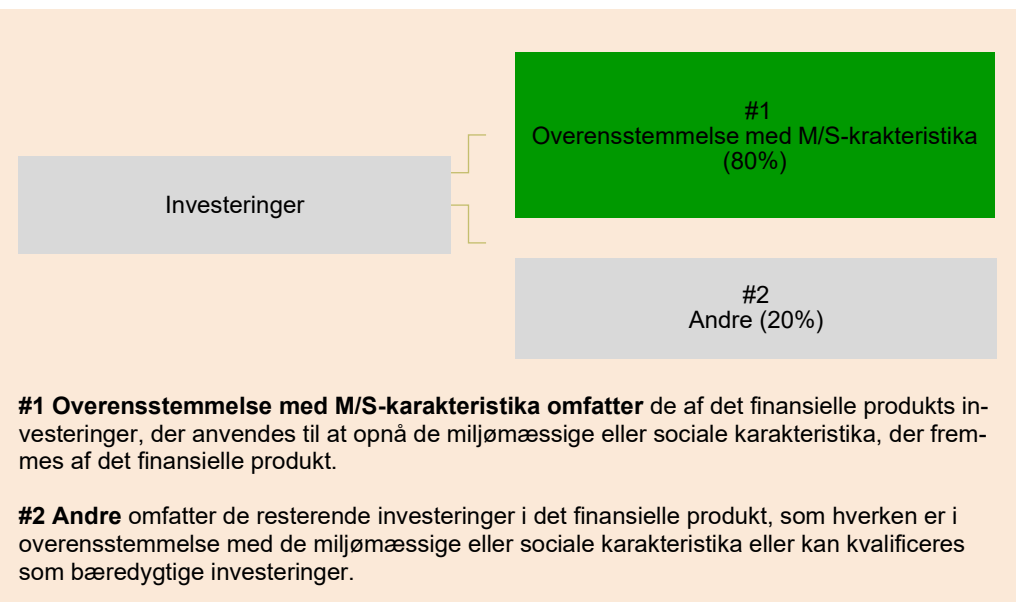 #1
Overensstemmelse med M/S-krakteristika
(80%)
Investeringer
#2
Andre (20%)
#1 Overensstemmelse med M/S-karakteristika omfatter de af det finansielle produkts in-
vesteringer, der anvendes til at opnå de miljømæssige eller sociale karakteristika, der frem-
mes af det finansielle produkt.
#2 Andre omfatter de resterende investeringer i det finansielle produkt, som hverken er i
overensstemmelse med de miljømæssige eller sociale karakteristika eller kan kvalificeres
som bæredygtige investeringer.